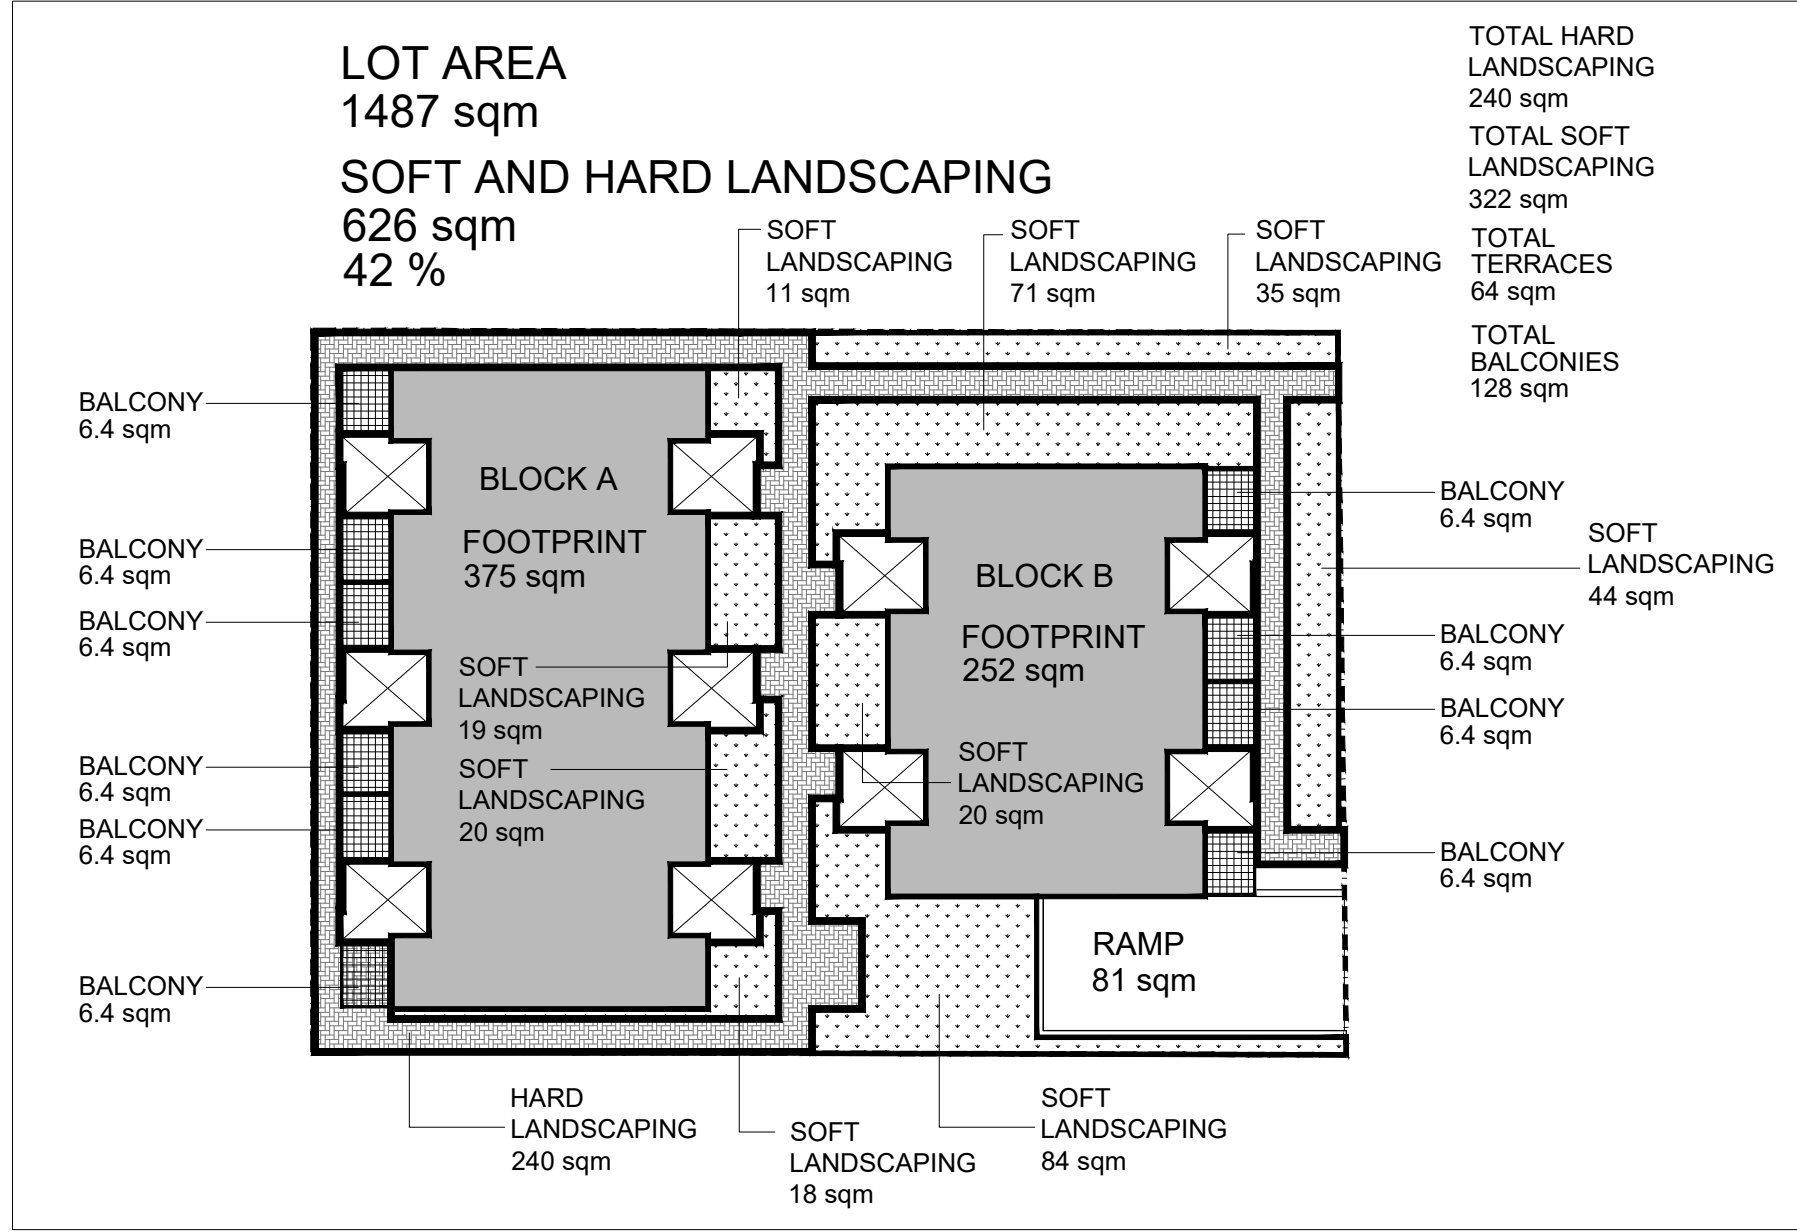 LOT AREA
1487 sqm
SOFT AND HARD LANDSCAPING
626 sqm
42 %
TOTAL HARD
LANDSCAPING
240 sqm
TOTAL SOFT
LANDSCAPING
322 sqm
TOTAL
TERRACES
64 sqm
TOTAL
BALCONIES
128 sqm
SOFT
LANDSCAPING
11 sqm
SOFT
LANDSCAPING
71 sqm
SOFT
LANDSCAPING
35 sqm
BALCONY
6.4 sqm
BALCONY
6.4 sqm
BALCONY
6.4 sqm
BALCONY
6.4 sqm
BALCONY
6.4 sqm
BALCONY
6.4 sqm
BLOCK A
FOOTPRINT
375 sqm
SOFT
LANDSCAPING
19 sqm
SOFT
LANDSCAPING
20 sqm
BLOCK B
FOOTPRINT
252 sqm
SOFT
LANDSCAPING
20 sqm
RAMP
81 sqm
BALCONY
6.4 sqm
SOFT
LANDSCAPING
44 sqm
BALCONY
6.4 sqm
BALCONY
6.4 sqm
BALCONY
6.4 sqm
HARD
LANDSCAPING
240 sqm
SOFT
LANDSCAPING
18 sqm
SOFT
LANDSCAPING
84 sqm